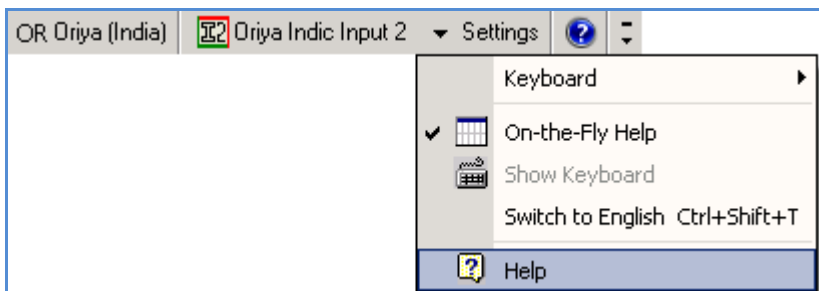 OR Oriya (India) Oriya Indic Input 2 Settings
Keyboard
On-the-Fly Help
Show Keyboard
Switch to English Ctrl+Shift+T
Help